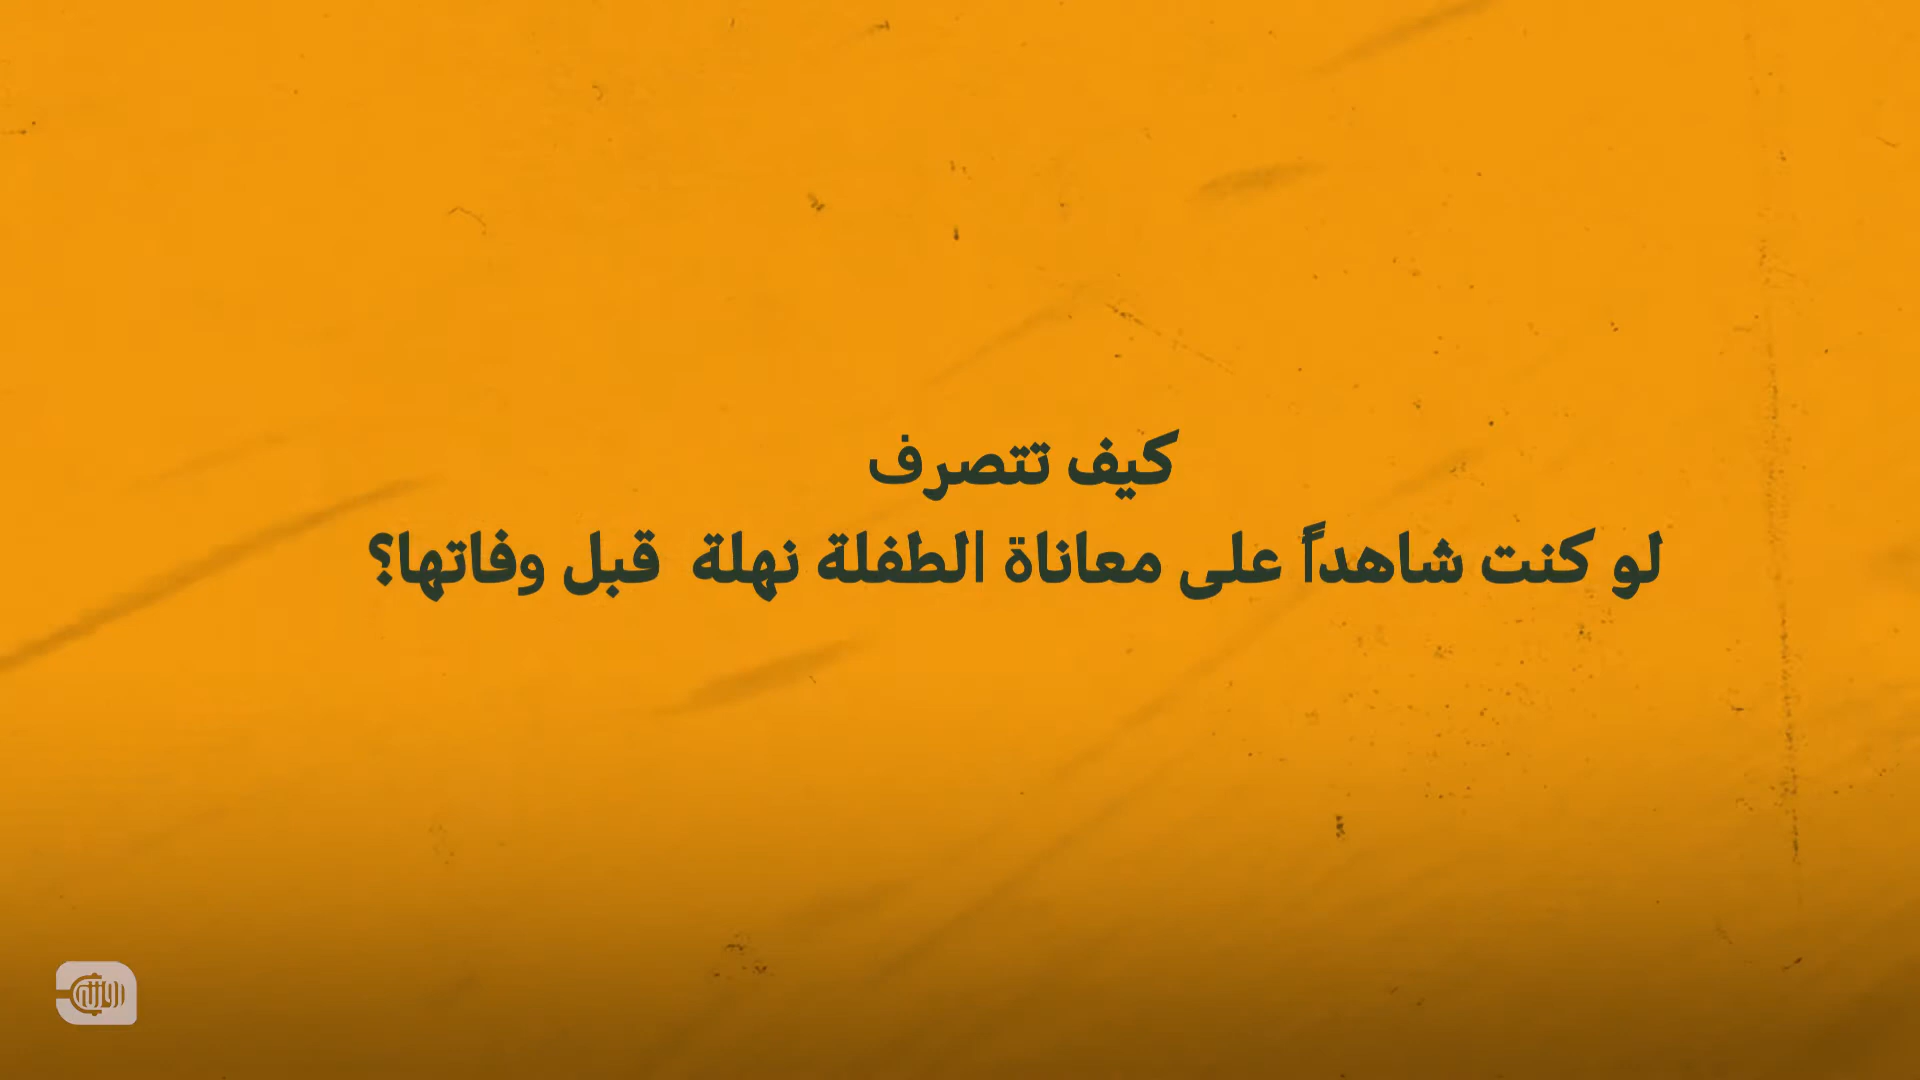 كيف تتصرف
لو كنت شاهداً على معاناة الطفلة نهلة قبل وفاتها؟